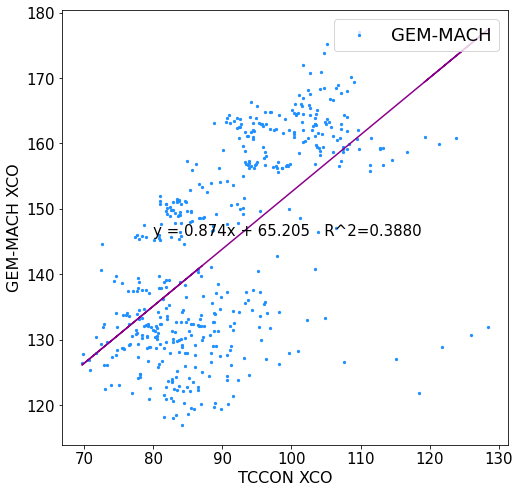 GEM-MACH
y = 0.874x + 65.205   R^2=0.3880
GEM-MACH XCO
180
170
160
150
140
130
120
70 80 90 100 110 120 130
TCCON XCO